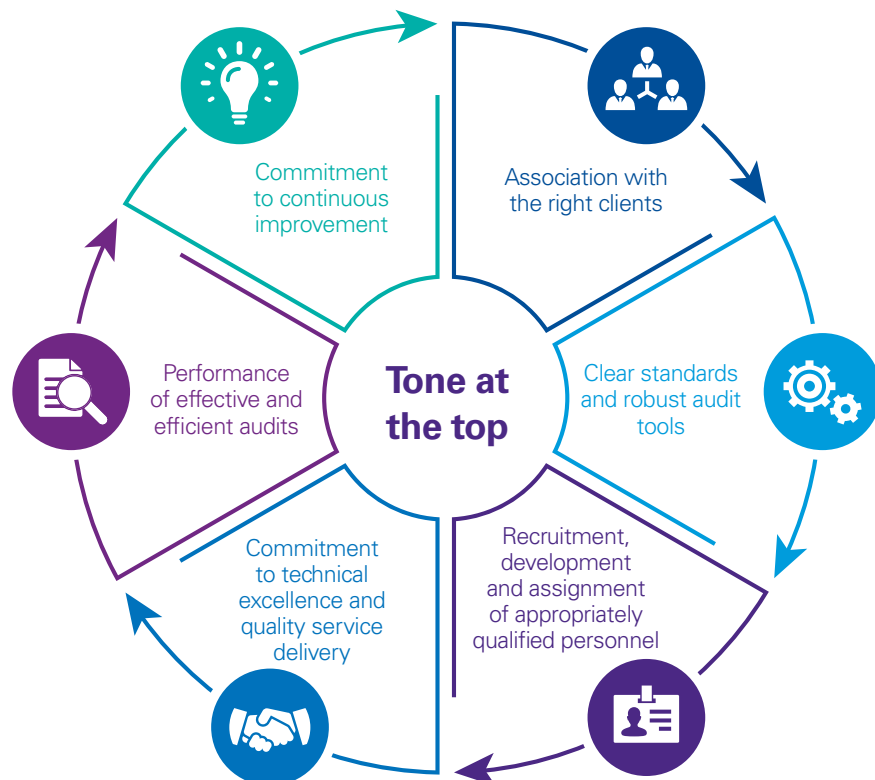 Commitment
to continuous
improvement
Association with
the right clients
Performance
of effective and
efficient audits
Tone at
the top
Clear standards
and robust audit
tools
Commitment
to technical
excellence and
quality service
delivery
Recruitment,
development
and assignment
of appropriately
qualified personnel